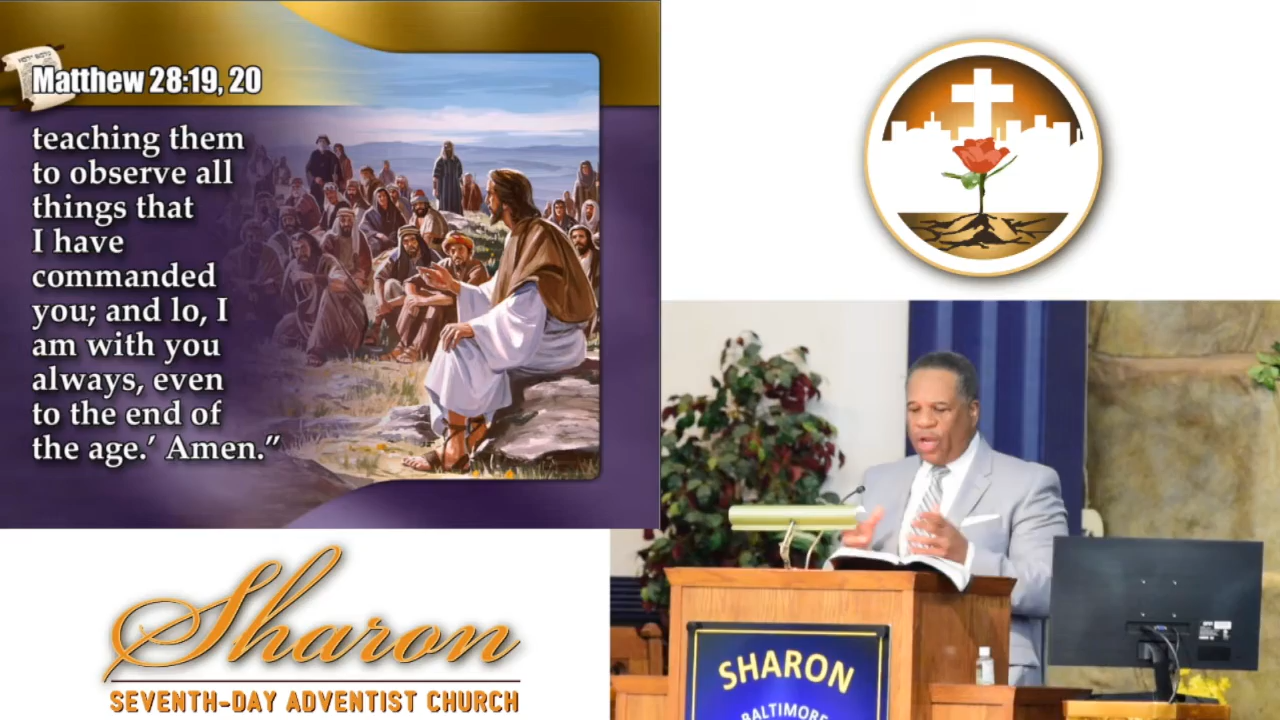 Matthew 28:19, 20
teaching them
to observe all
things that
I have
commanded
you; and lo, I
am with you
always, even
to the end of
the age.’ Amen.”
Sharon
SEVENTH-DAY ADVENTIST CHURCH
SHARON
BALTIMORE